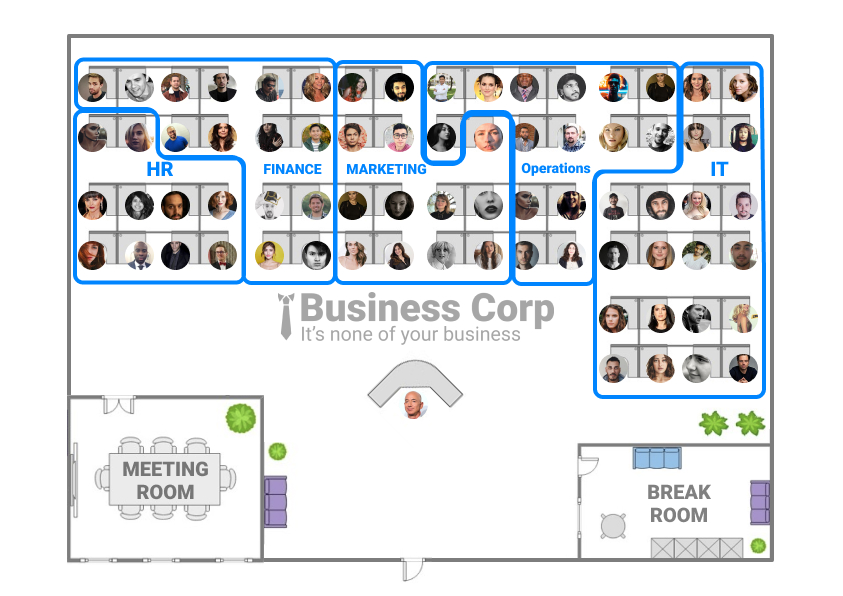 HR
FINANCE
MARKETING
Operations
IT
Business Corp
It's none of your business
MEETING
ROOM
BREAK
ROOM